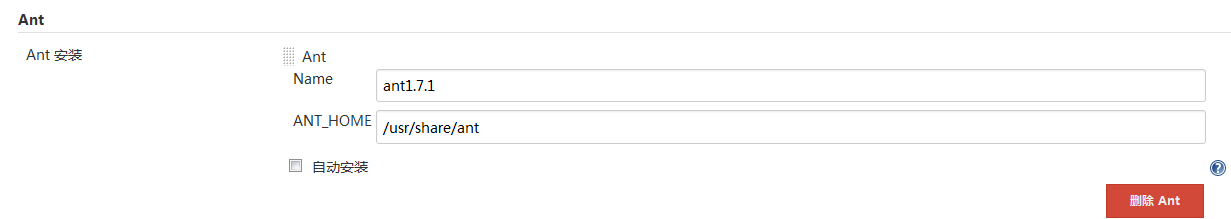 Ant
Ant 安装
Ant
Name
ant1.7.1
ANT_HOME
/usr/share/ant
自动安装
?
删除 Ant